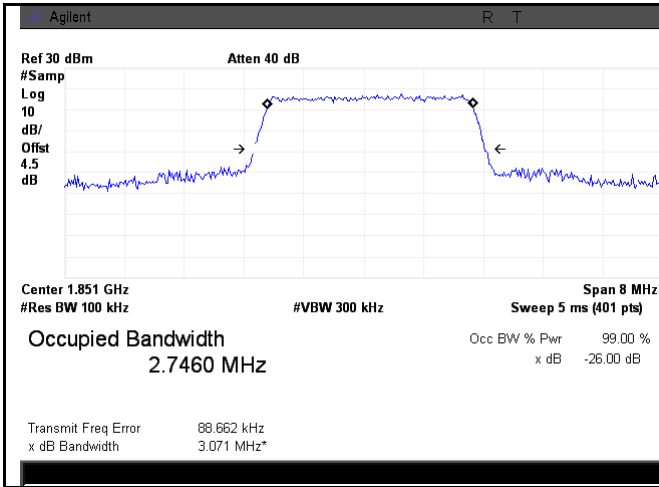 Agilent R T
Ref 30 dBm Atten 40 dB
#Samp
Log
10
dB/
Offst
4.5
dB
Center 1.851 GHz Span 8 MHz
#Res BW 100 kHz #VBW 300 kHz Sweep 5 ms (401 pts)
Occupied Bandwidth Occ BW % Pwr 99.00 %
2.7460 MHz x dB -26.00 dB
Transmit Freq Error 88.662 kHz
x dB Bandwidth 3.071 MHz*